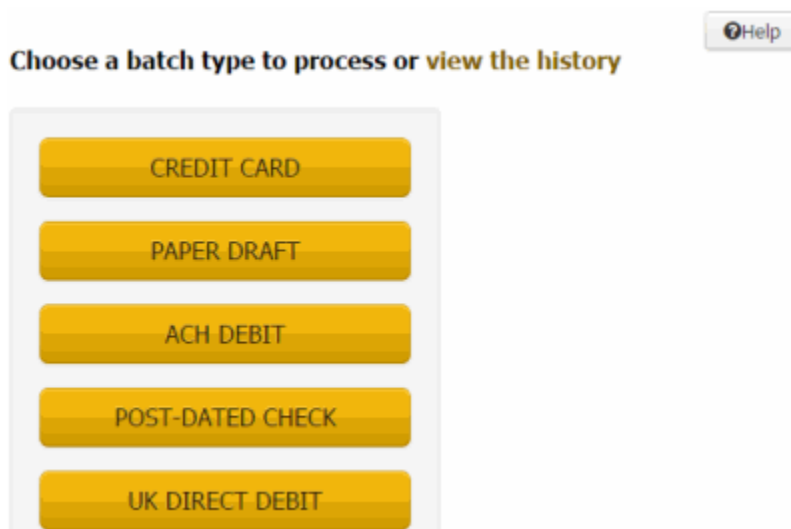 Help
Choose a batch type to process or view the history
CREDIT CARD
PAPER DRAFT
ACH DEBIT
POST-DATED CHECK
UK DIRECT DEBIT